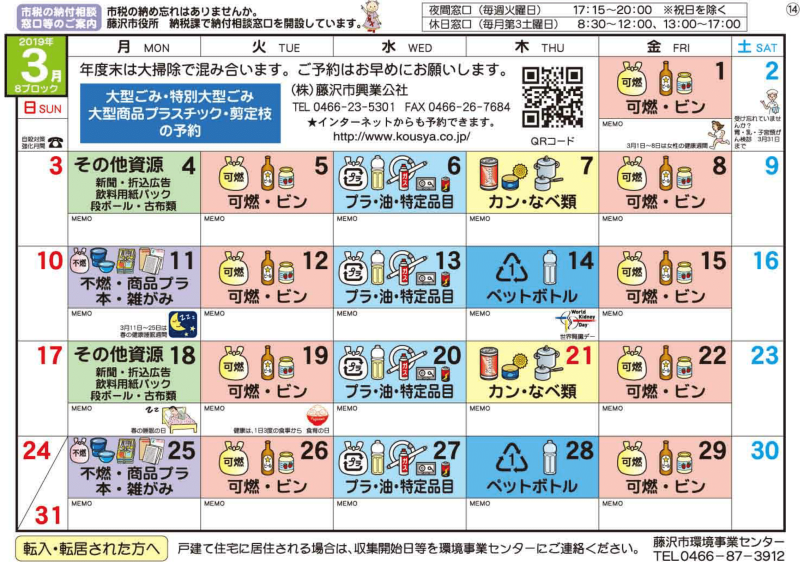 市税の納付相談
窓口等のご案内
市税の納め忘れはありませんか。
藤沢市役所 納税課で納付相談窓口を開設しています。
夜間窓口（毎週火曜日） 17:15～20:00 ※祝日を除く
休日窓口（毎月第3土曜日） 8:30～12:00、13:00～17:00
⑭
2019年
3月
8ブロック
月 MON
火 TUE
水 WED
木 THU
金 FRI
土 SAT
日 SUN
自殺対策
強化月間
年度末は大掃除で混み合います。ご予約はお早めにお願いします。
大型ごみ・特別大型ごみ
大型商品プラスチック・剪定枝
の予約
(株)藤沢市興業公社
TEL 0466-23-5301 FAX 0466-26-7684
★インターネットからも予約できます。
http://www.kousya.co.jp/
QRコード
可燃
1
可燃・ビン
MEMO
3月1日～8日は女性の健康週間
2
受け忘れていませ
んか？
胃・乳・子宮頸が
ん検診 3月31日
まで
3
その他資源 4
新聞・折込広告
飲料用紙パック
段ボール・古布類
MEMO
可燃
5
可燃・ビン
MEMO
プラ
6
プラ・油・特定品目
MEMO
7
カン・なべ類
MEMO
可燃
8
可燃・ビン
MEMO
9
10
不燃
11
不燃・商品プラ
本・雑がみ
MEMO
3月11日～25日は
春の健康睡眠週間
可燃
12
可燃・ビン
MEMO
プラ
13
プラ・油・特定品目
MEMO
1
14
ペットボトル
MEMO
World
Kidney
Day
世界腎臓デー
可燃
15
可燃・ビン
MEMO
16
17
その他資源 18
新聞・折込広告
飲料用紙パック
段ボール・古布類
MEMO
春の睡眠の日
可燃
19
可燃・ビン
MEMO
健康は、1日3度の食事から 食育の日
プラ
20
プラ・油・特定品目
MEMO
21
カン・なべ類
MEMO
可燃
22
可燃・ビン
MEMO
23
24
31
不燃
25
不燃・商品プラ
本・雑がみ
MEMO
可燃
26
可燃・ビン
MEMO
プラ
27
プラ・油・特定品目
MEMO
1
28
ペットボトル
MEMO
可燃
29
可燃・ビン
MEMO
30
転入・転居された方へ
戸建て住宅に居住される場合は、収集開始日等を環境事業センターにご連絡ください。
藤沢市環境事業センター
TEL0466-87-3912